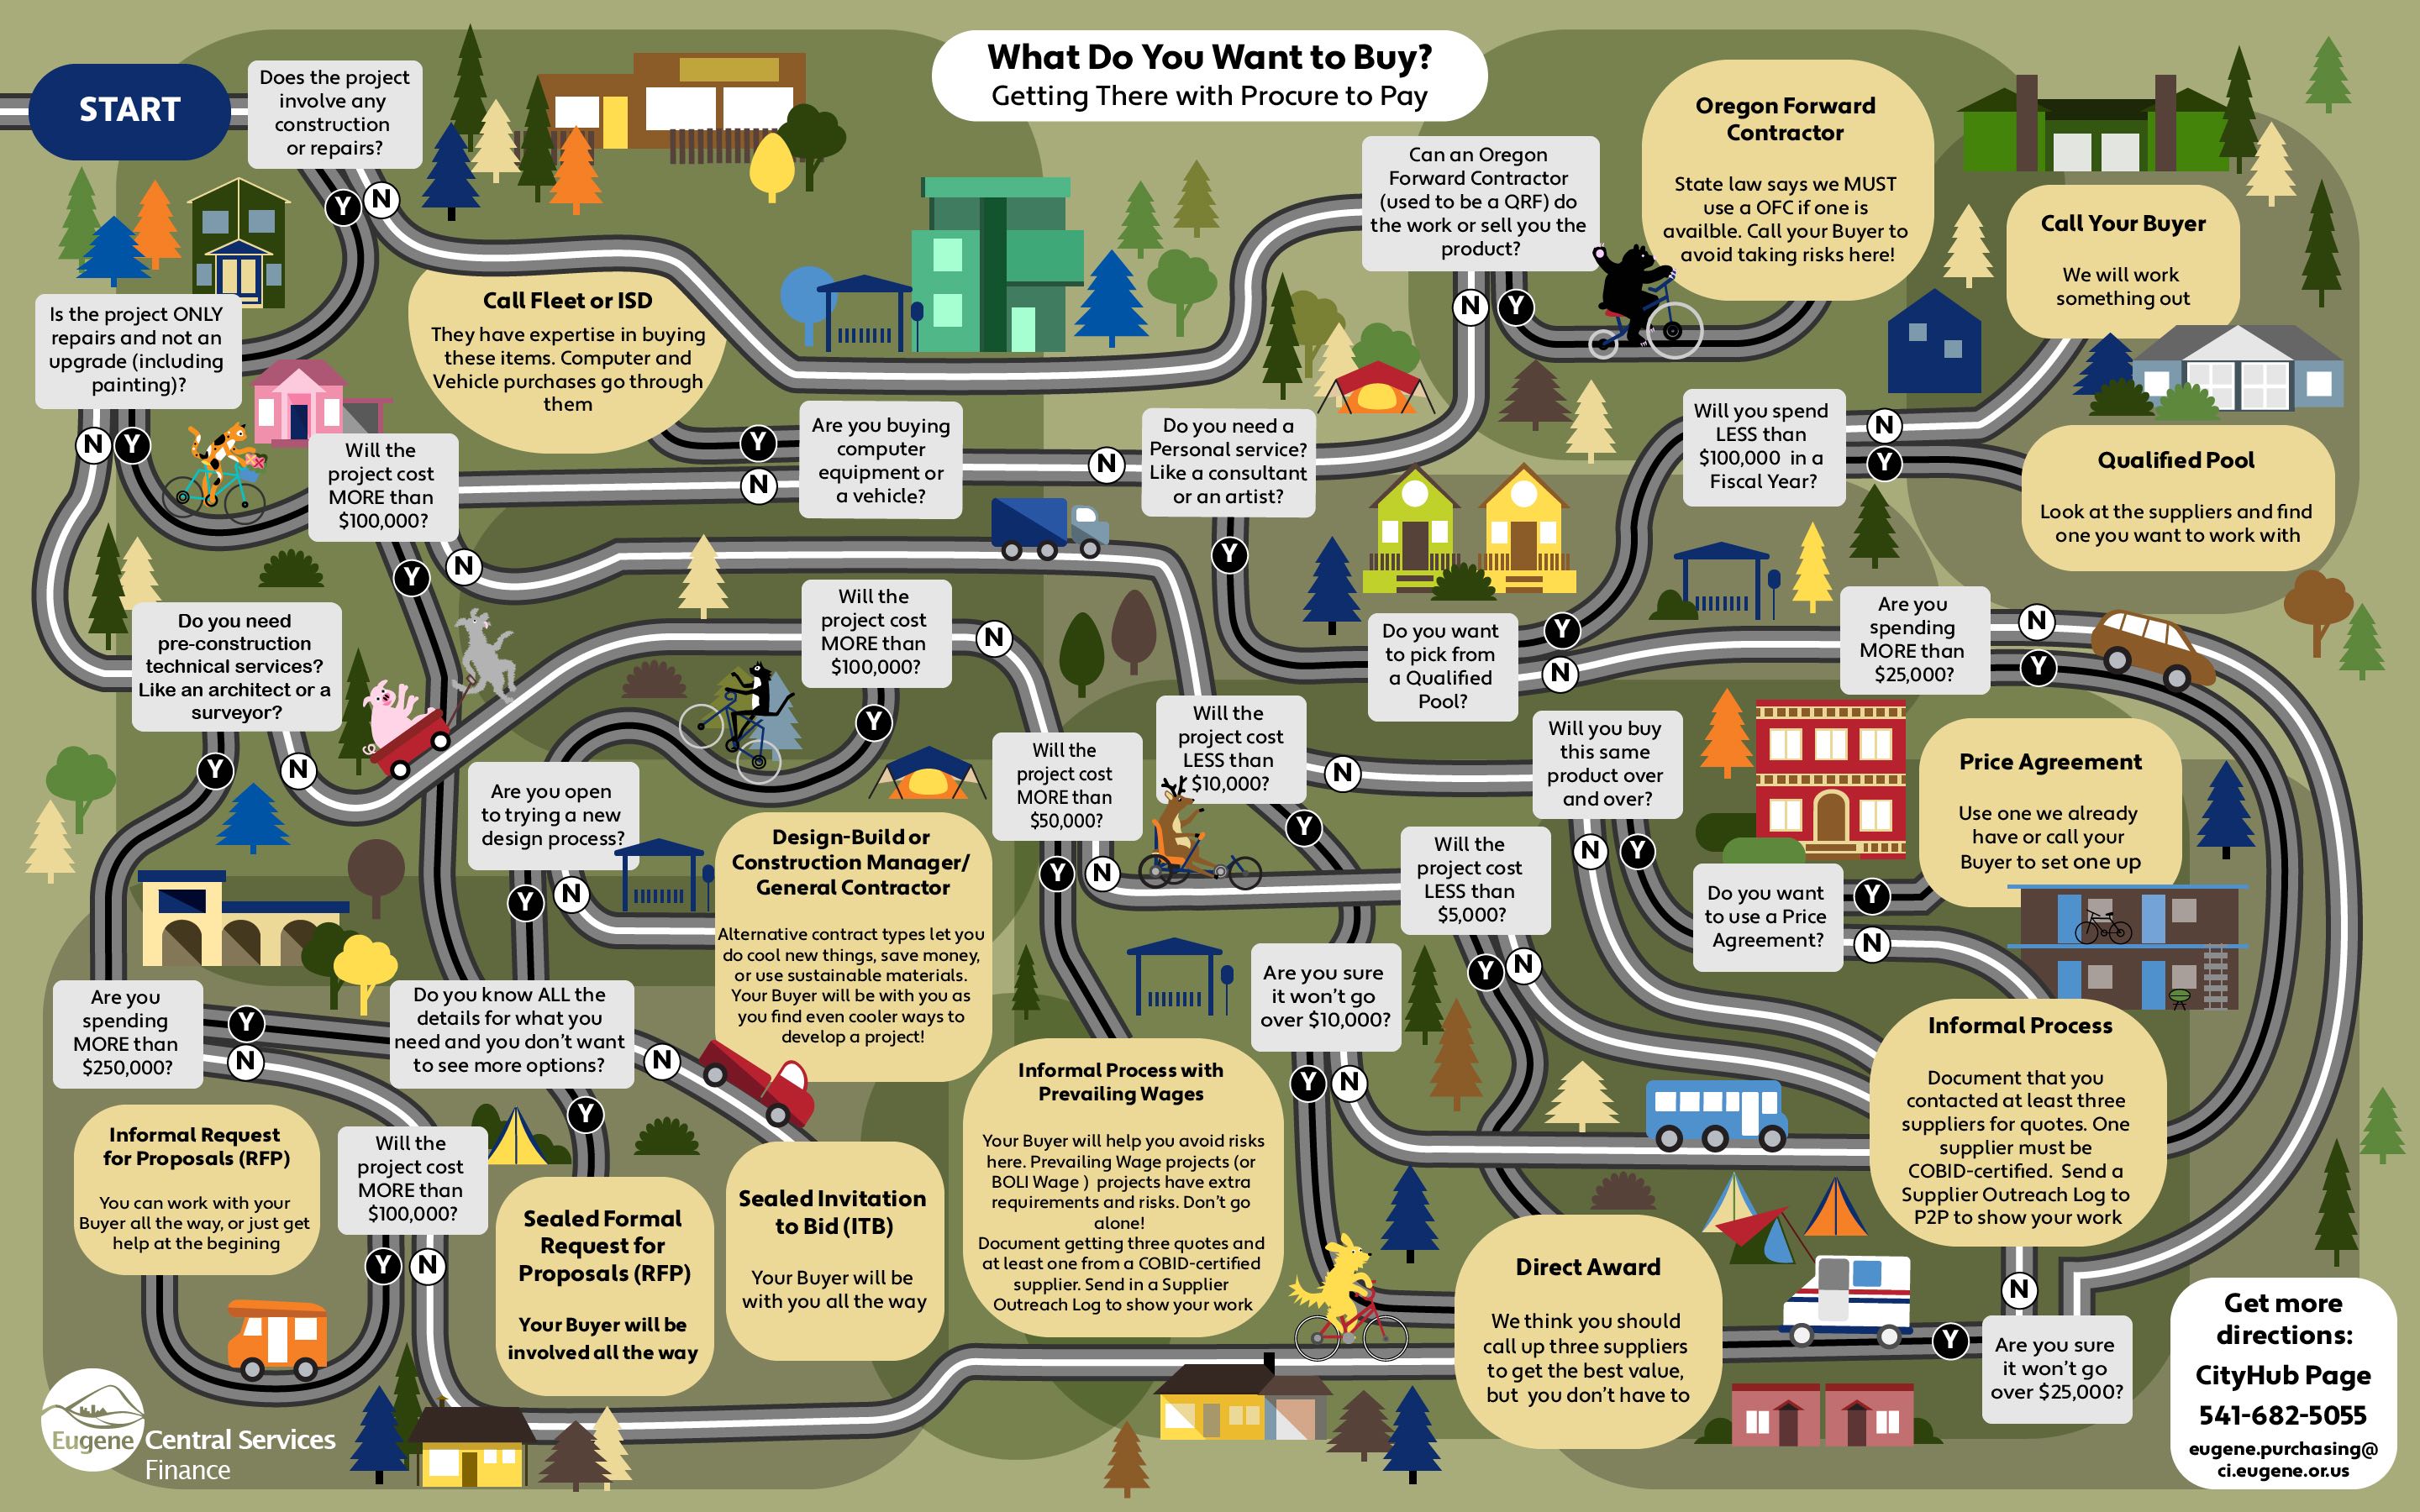 What Do You Want to Buy?
Getting There with Procure to Pay
START
Does the project
involve any
construction
or repairs?
Y
N
Is the project ONLY
repairs and not an
upgrade (including
painting)?
N
Y
Call Fleet or ISD
They have expertise in buying
these items. Computer and
Vehicle purchases go through
them
Can an Oregon
Forward Contractor
(used to be a QRF) do
the work or sell you the
product?
N
Y
Oregon Forward
Contractor
State law says we MUST
use a OFC if one is
availble. Call your Buyer to
avoid taking risks here!
Call Your Buyer
We will work
something out
Will the
project cost
MORE than
$100,000?
Y
N
Y
N
Are you buying
computer
equipment or
a vehicle?
N
Do you need a
Personal service?
Like a consultant
or an artist?
Y
Will you spend
LESS than
$100,000 in a
Fiscal Year?
N
Y
Qualified Pool
Look at the suppliers and find
one you want to work with
Do you need
pre-construction
technical services?
Like an architect or a
surveyor?
Y
N
Will the
project cost
MORE than
$100,000?
N
Y
Do you want
to pick from
a Qualified
Pool?
Y
N
Are you
spending
MORE than
$25,000?
N
Y
Are you open
to trying a new
design process?
Y
N
Design-Build or
Construction Manager/
General Contractor
Alternative contract types let you
do cool new things, save money,
or use sustainable materials.
Your Buyer will be with you as
you find even cooler ways to
develop a project!
Will the
project cost
MORE than
$50,000?
Y
N
Will the
project cost
LESS than
$10,000?
N
Y
Will you buy
this same
product over
and over?
N
Y
Price Agreement
Use one we already
have or call your
Buyer to set one up
Will the
project cost
LESS than
$5,000?
Y
N
Do you want
to use a Price
Agreement?
Y
N
Are you
spending
MORE than
$250,000?
Y
N
Do you know ALL the
details for what you
need and you don't want
to see more options?
N
Y
Are you sure
it won't go
over $10,000?
Y
N
Informal Process
Document that you
contacted at least three
suppliers for quotes. One
supplier must be
COBID-certified. Send a
Supplier Outreach Log to
P2P to show your work
N
Informal Request
for Proposals (RFP)
You can work with your
Buyer all the way, or just get
help at the begining
Will the
project cost
MORE than
$100,000?
Y
N
Sealed Formal
Request for
Proposals (RFP)
Your Buyer will be
involved all the way
Sealed Invitation
to Bid (ITB)
Your Buyer will be
with you all the way
Informal Process with
Prevailing Wages
Your Buyer will help you avoid risks
here. Prevailing Wage projects (or
BOLI Wage ) projects have extra
requirements and risks. Don't go
alone!
Document getting three quotes and
at least one from a COBID-certified
supplier. Send in a Supplier
Outreach Log to show your work
Direct Award
We think you should
call up three suppliers
to get the best value,
but you don't have to
Y
Are you sure
it won't go
over $25,000?
Get more
directions:
CityHub Page
541-682-5055
eugene.purchasing@
ci.eugene.or.us
Eugene
Central Services
Finance